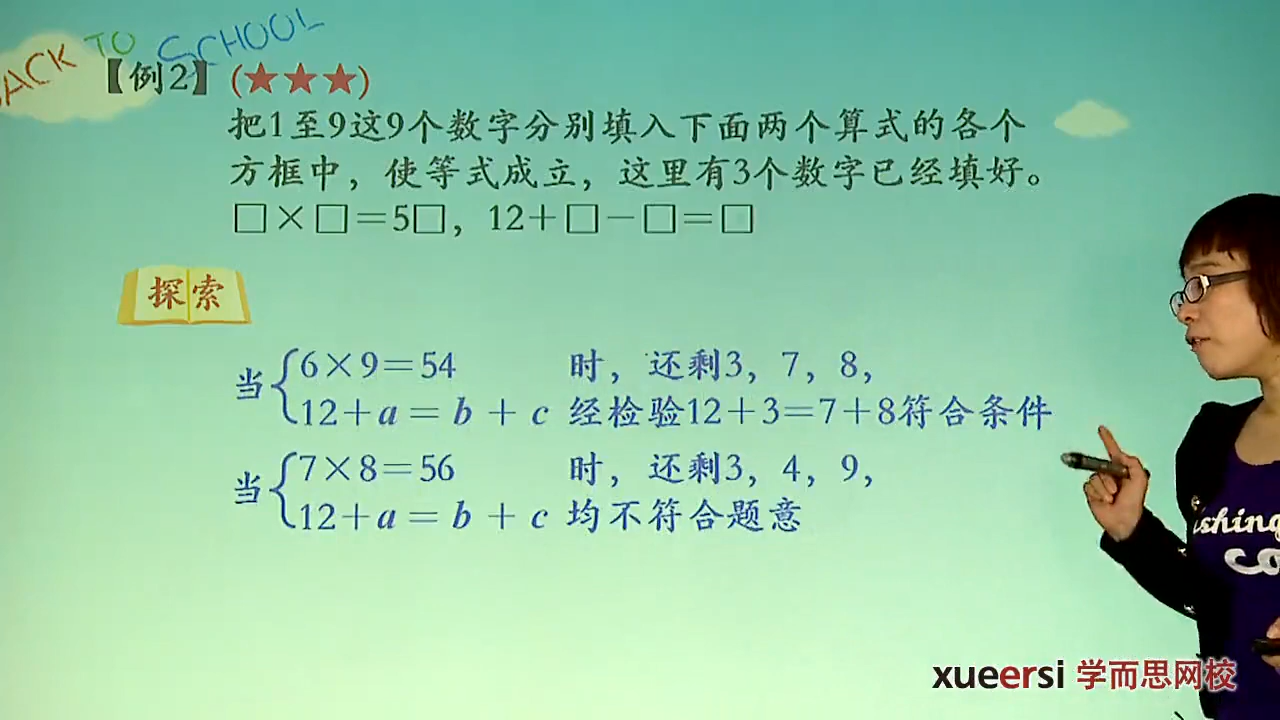 BACK TO SCHOOL
【例2】(★★★)
把1至9这9个数字分别填入下面两个算式的各个
方框中，使等式成立，这里有3个数字已经填好。
□×□=5□，12+□-□=□
探索
当{6×9=54 时，还剩3，7，8，
12+a=b+c 经检验12+3=7+8符合条件
当{7×8=56 时，还剩3，4，9，
12+a=b+c 均不符合题意
ishing
co
xueersi 学而思网校